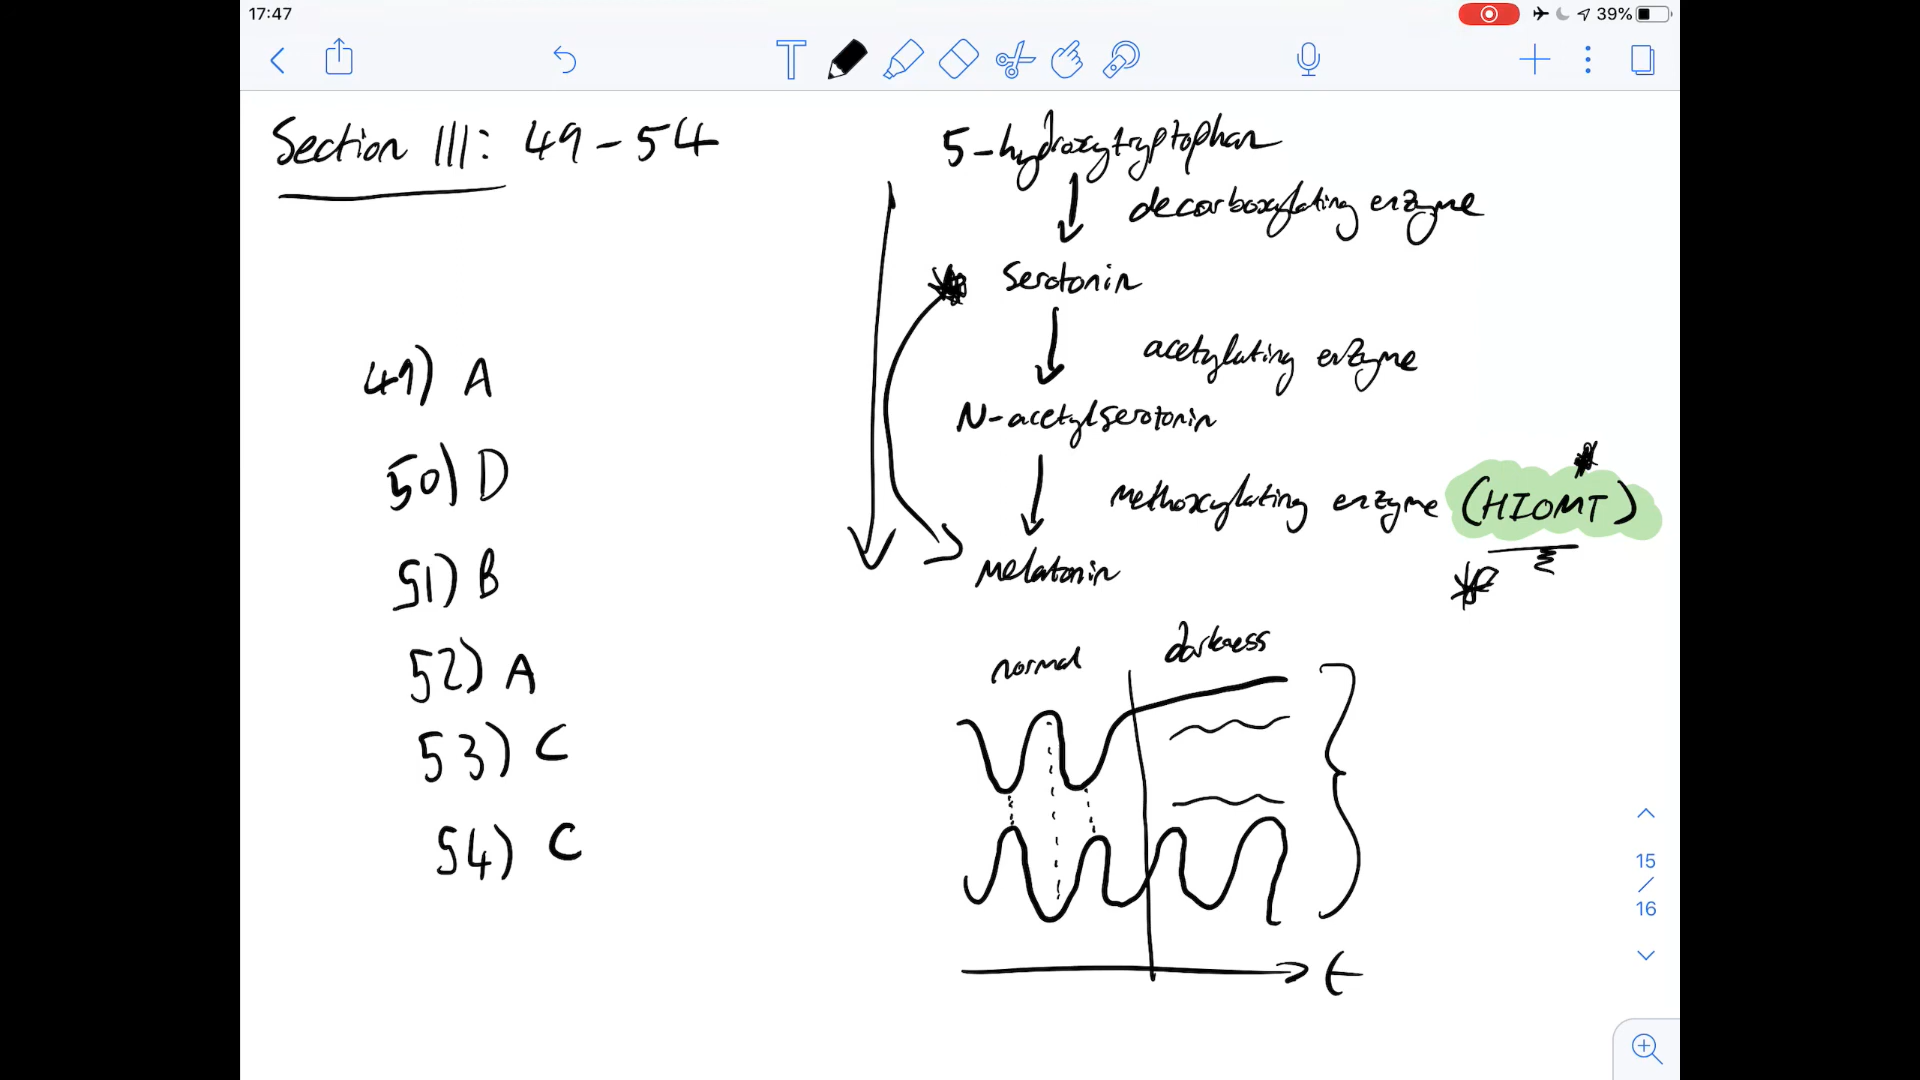 17:47
39%
T
Section III: 49-54
49) A
50) D
51) B
52) A
53) C
54) C
5-hydroxytryptophan
decarboxylating enzyme
Serotonin
acetylating enzyme
N-acetylserotonin
methoxylating enzyme (HIOMT)
Melatonin
normal
darkness
t
15
/
16